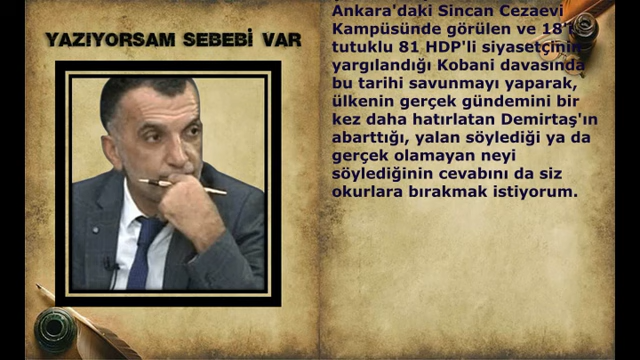 YAZIYORSAM SEBEBİ VAR
Ankara'daki Sincan Cezaevi
Kampüsünde görülen ve 18'i
tutuklu 81 HDP'li siyasetçinin
yargılandığı Kobani davasında
bu tarihi savunmayı yaparak,
ülkenin gerçek gündemini bir
kez daha hatırlatan Demirtaş'ın
abarttığı, yalan söylediği ya da
gerçek olamayan neyi
söylediğinin cevabını da siz
okurlara bırakmak istiyorum.